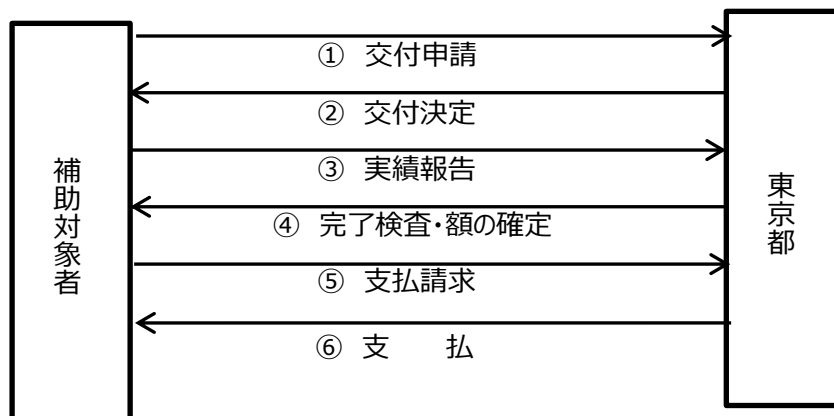 ① 交付申請
② 交付決定
③ 実績報告
④ 完了検査・額の確定
⑤ 支払請求
⑥ 支　　払
補助対象者
東京都